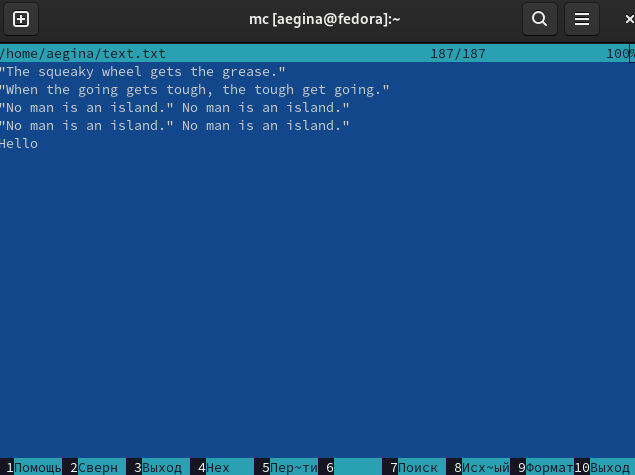 mc [aegina@fedora]:~
/home/aegina/text.txt 187/187 100%
"The squeaky wheel gets the grease."
"When the going gets tough, the tough get going."
"No man is an island." No man is an island."
"No man is an island." No man is an island."
Hello
1Помощь 2Сверн 3Выход 4Hex 5Пер~ти 6 7Поиск 8Исх~ый 9Формат 10Выход